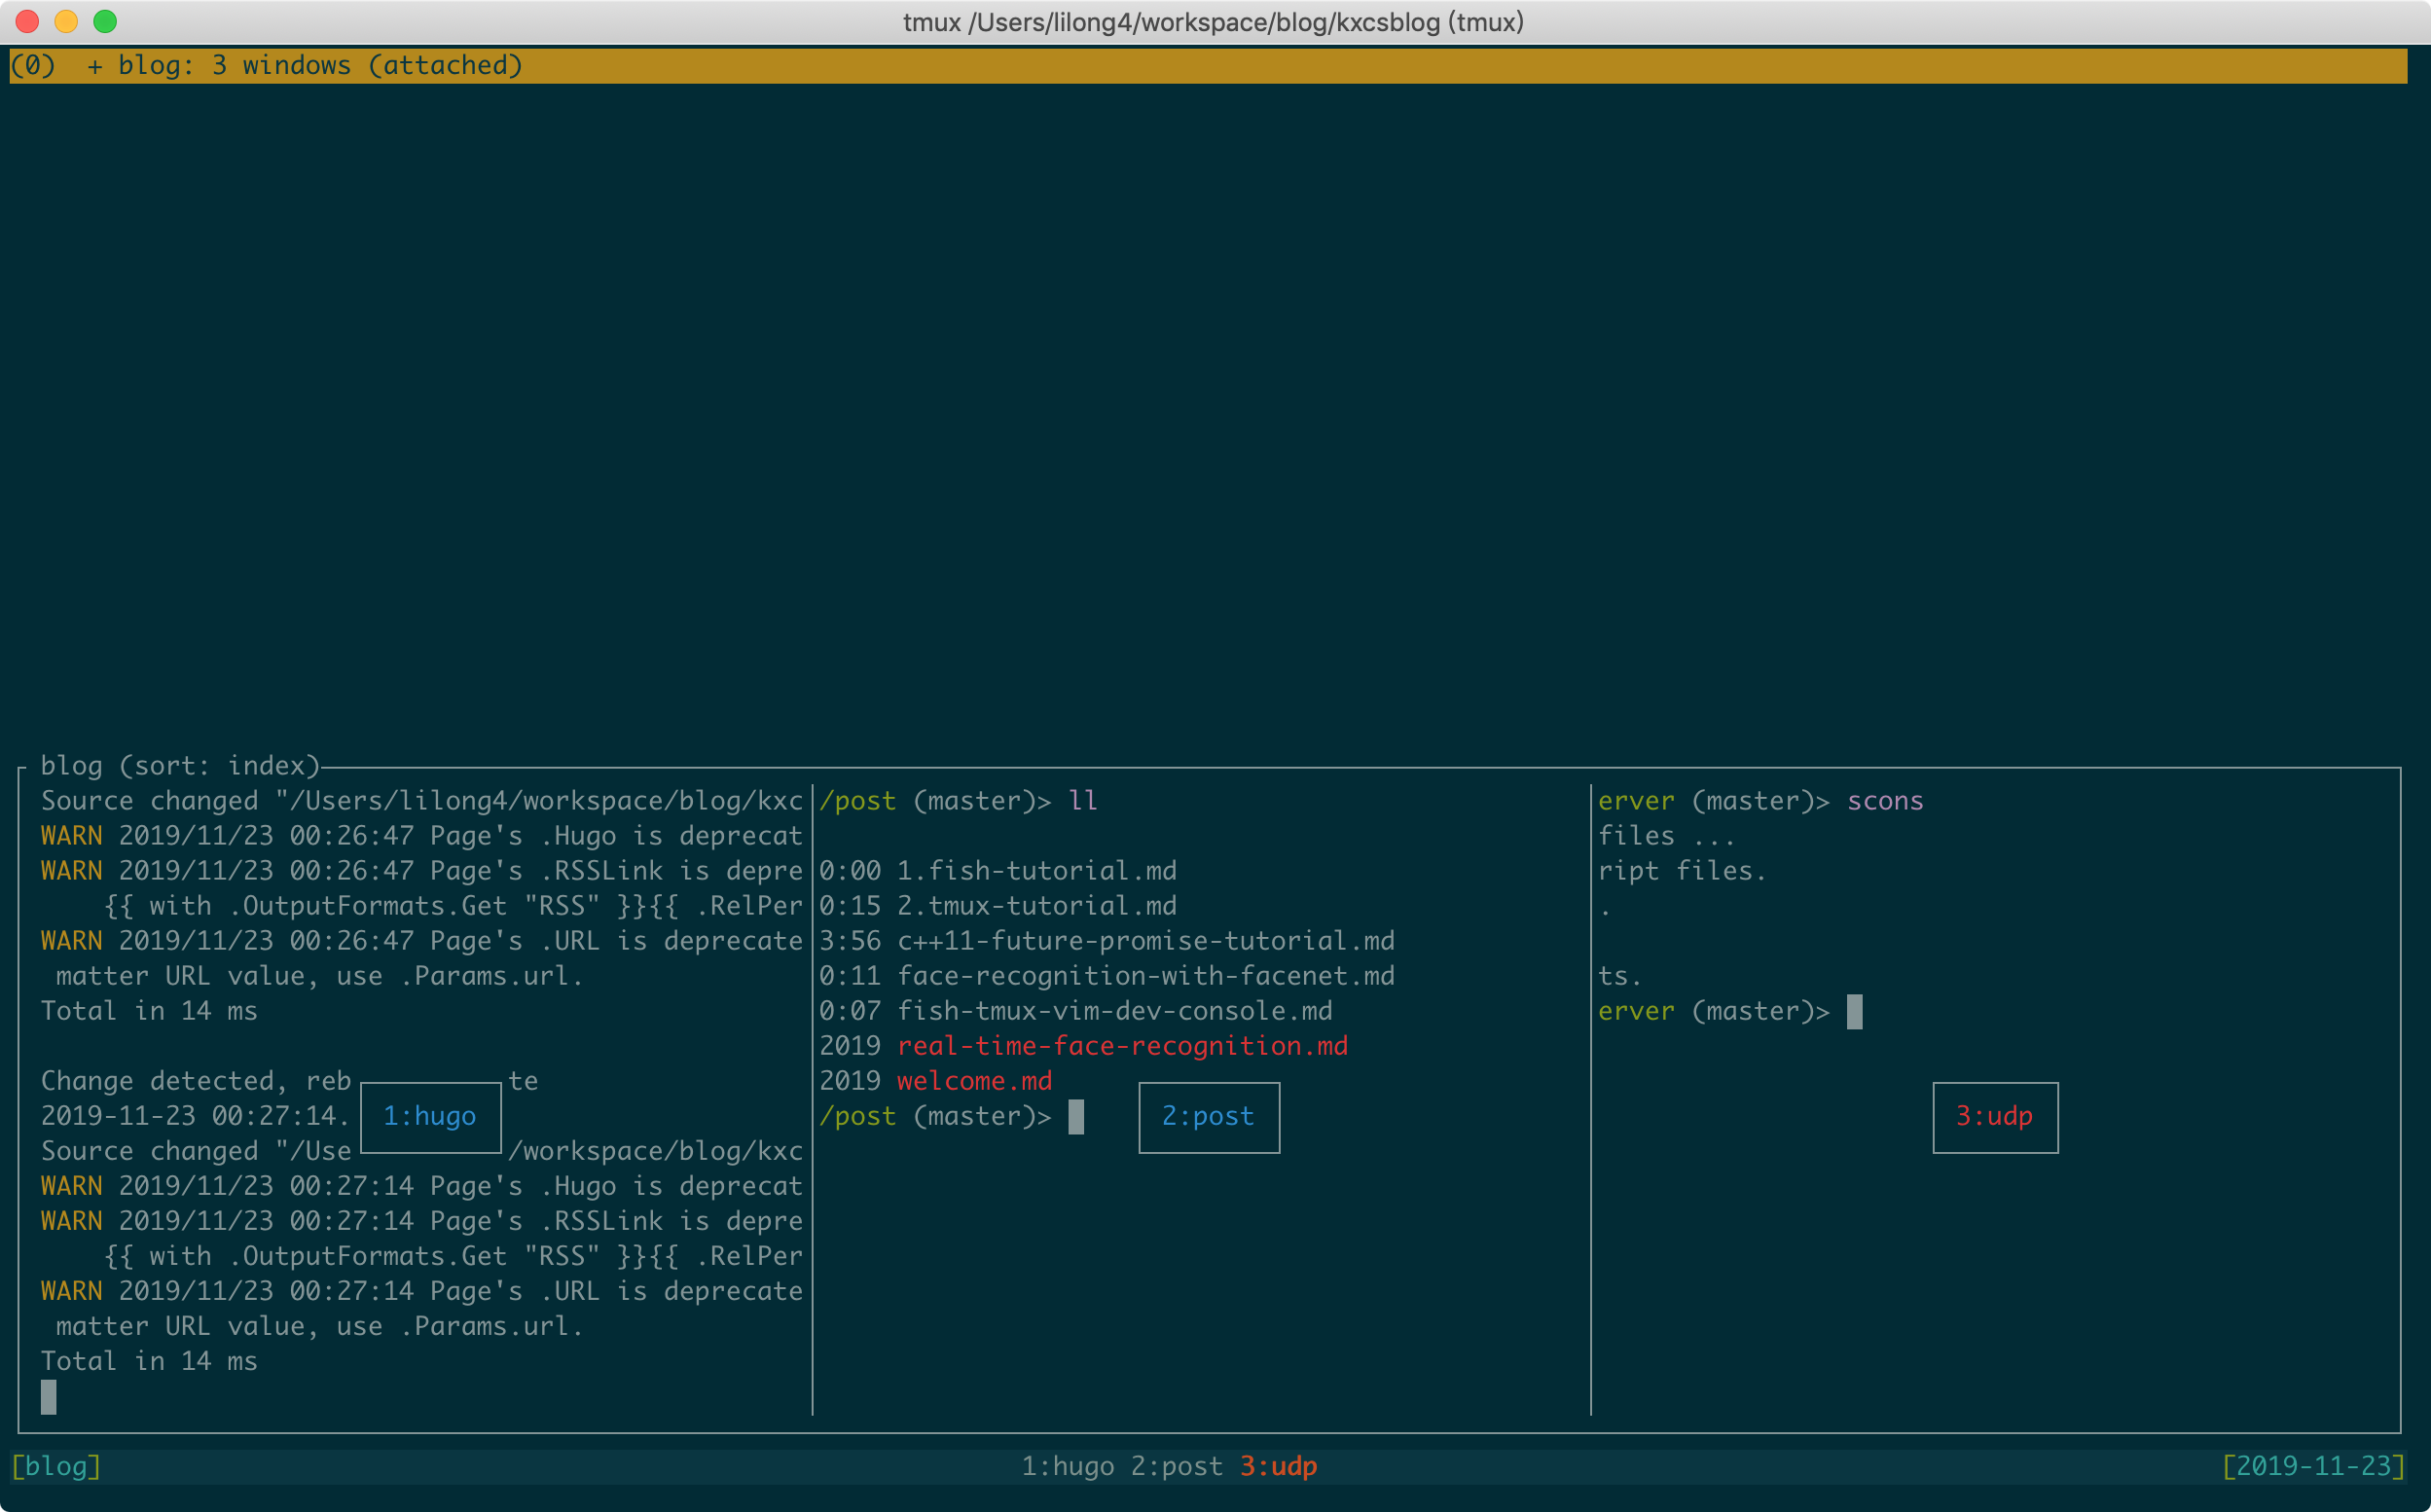 tmux /Users/lilong4/workspace/blog/kxcsblog (tmux)
(0)  + blog: 3 windows (attached)
blog (sort: index)
Source changed "/Users/lilong4/workspace/blog/kxc
WARN 2019/11/23 00:26:47 Page's .Hugo is deprecat
WARN 2019/11/23 00:26:47 Page's .RSSLink is depre
    {{ with .OutputFormats.Get "RSS" }}{{ .RelPer
WARN 2019/11/23 00:26:47 Page's .URL is deprecate
 matter URL value, use .Params.url.
Total in 14 ms
Change detected, reb          te
2019-11-23 00:27:14.
1:hugo
Source changed "/Use          /workspace/blog/kxc
WARN 2019/11/23 00:27:14 Page's .Hugo is deprecat
WARN 2019/11/23 00:27:14 Page's .RSSLink is depre
    {{ with .OutputFormats.Get "RSS" }}{{ .RelPer
WARN 2019/11/23 00:27:14 Page's .URL is deprecate
 matter URL value, use .Params.url.
Total in 14 ms
/post (master)> ll
0:00 1.fish-tutorial.md
0:15 2.tmux-tutorial.md
3:56 c++11-future-promise-tutorial.md
0:11 face-recognition-with-facenet.md
0:07 fish-tmux-vim-dev-console.md
2019 real-time-face-recognition.md
2019 welcome.md
/post (master)>
2:post
erver (master)> scons
files ...
ript files.
.
ts.
erver (master)>
3:udp
[blog]
1:hugo 2:post 3:udp
[2019-11-23]